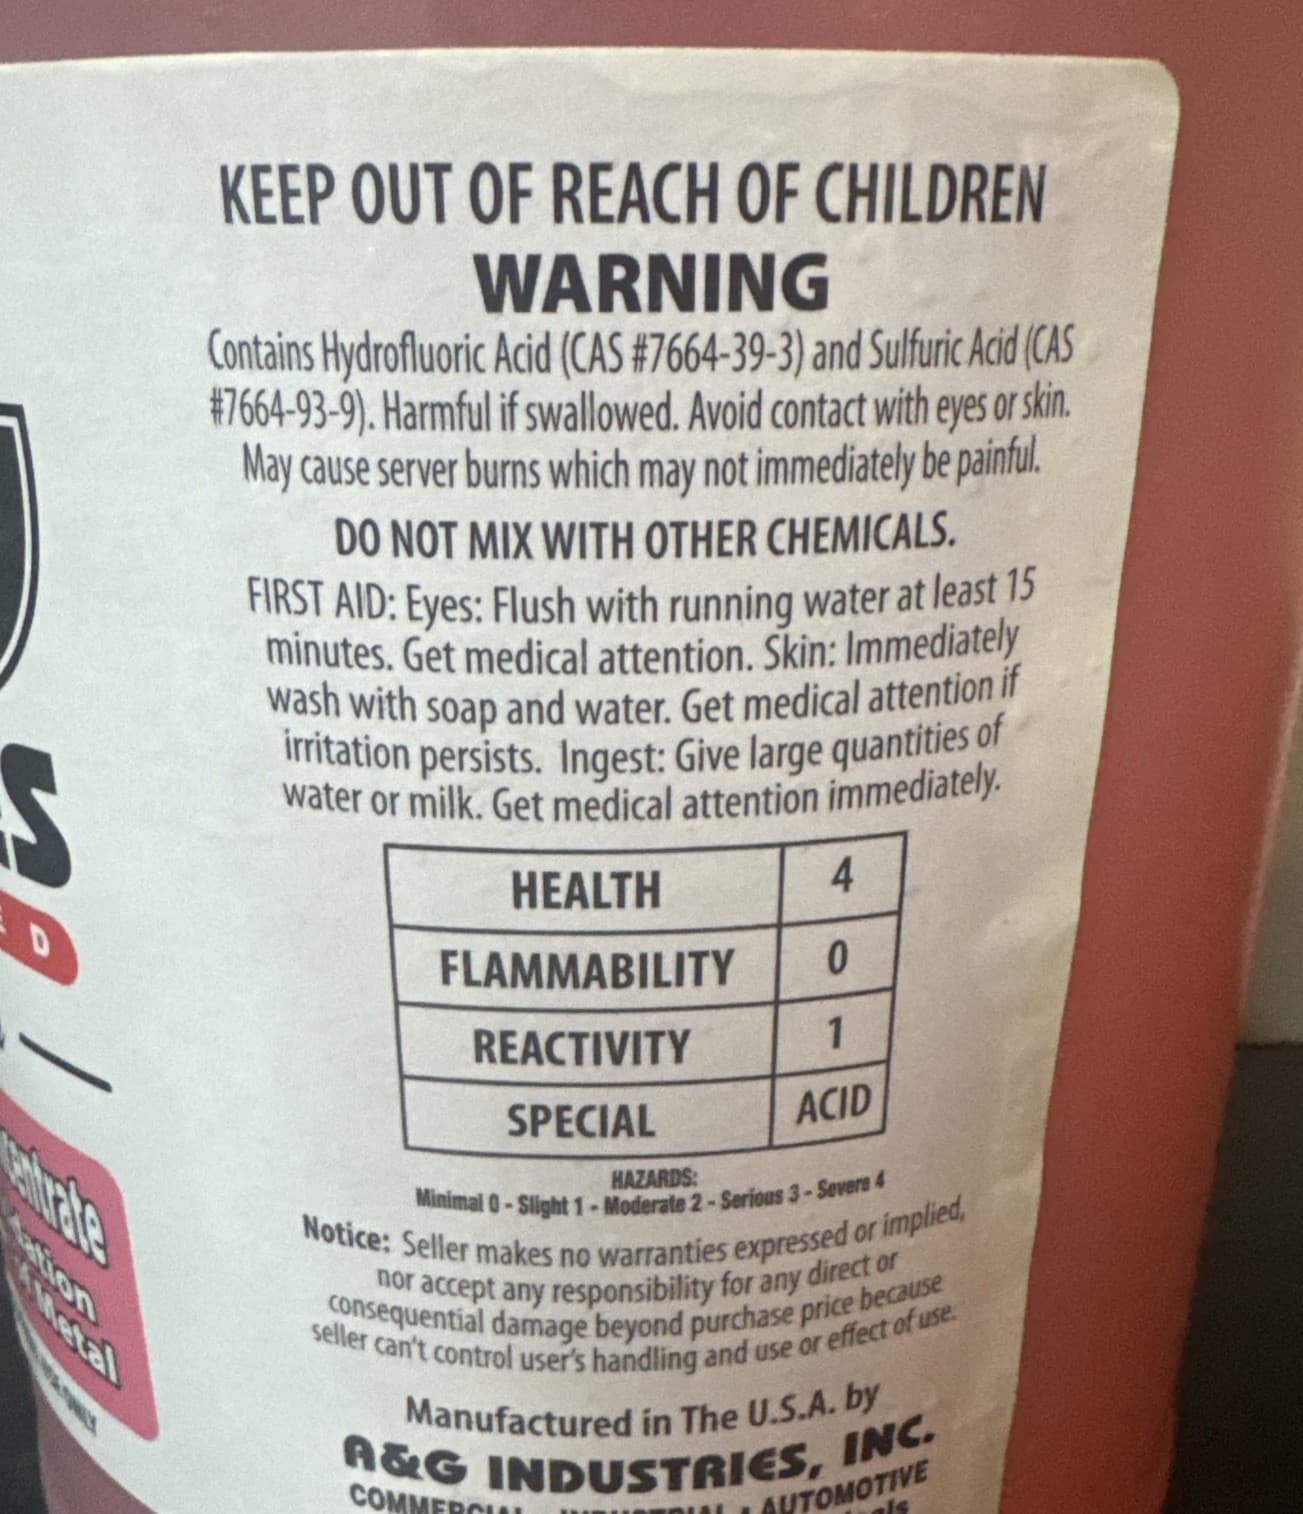 KEEP OUT OF REACH OF CHILDREN
WARNING
Contains Hydrofluoric Acid (CAS #7664-39-3) and Sulfuric Acid (CAS
#7664-93-9). Harmful if swallowed. Avoid contact with eyes or skin.
May cause server burns which may not immediately be painful.
DO NOT MIX WITH OTHER CHEMICALS.
FIRST AID: Eyes: Flush with running water at least 15
minutes. Get medical attention. Skin: Immediately
wash with soap and water. Get medical attention if
irritation persists. Ingest: Give large quantities of
water or milk. Get medical attention immediately.
HEALTH 4
FLAMMABILITY 0
REACTIVITY 1
SPECIAL ACID
HAZARDS:
Minimal 0 - Slight 1 - Moderate 2 - Serious 3 - Severe 4
Notice: Seller makes no warranties expressed or implied,
nor accept any responsibility for any direct or
consequential damage beyond purchase price because
seller can't control user's handling and use or effect of use.
Manufactured in The U.S.A. by
A&G INDUSTRIES, INC.
AUTOMOTIVE
D
Metal
ONLY